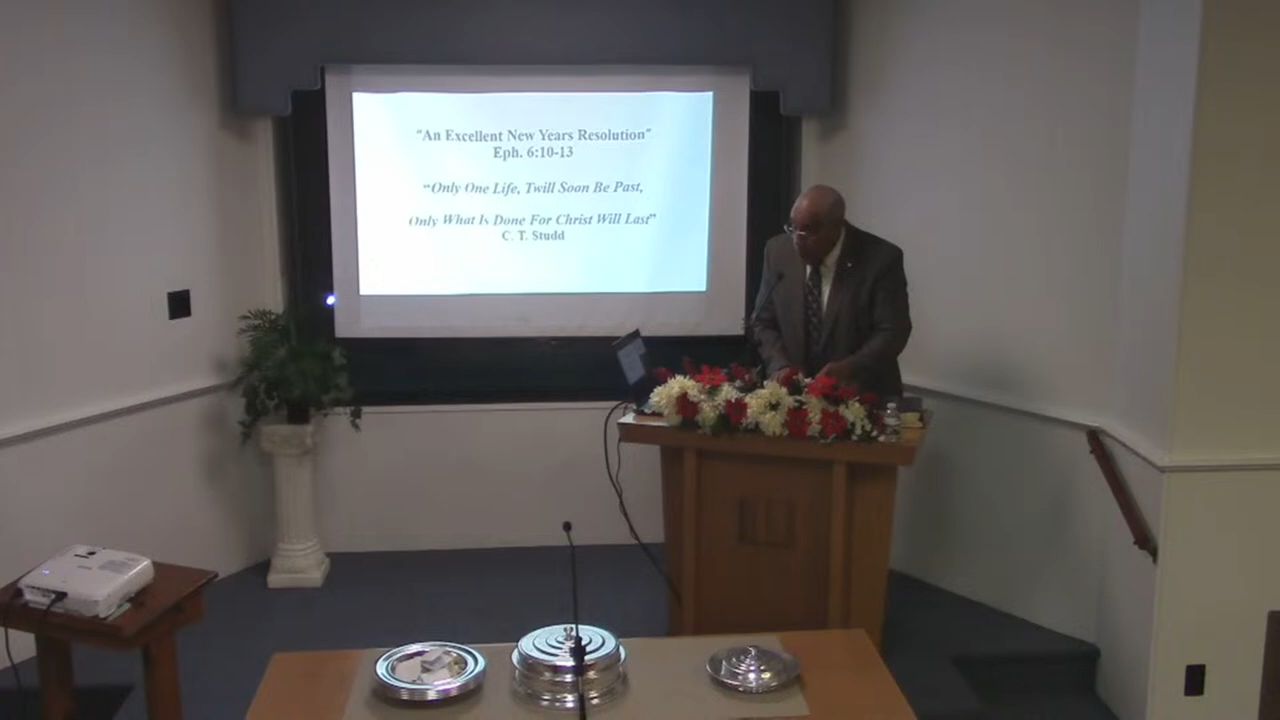 "An Excellent New Years Resolution"
Eph. 6:10-13
"Only One Life, Twill Soon Be Past,
Only What Is Done For Christ Will Last"
C. T. Studd